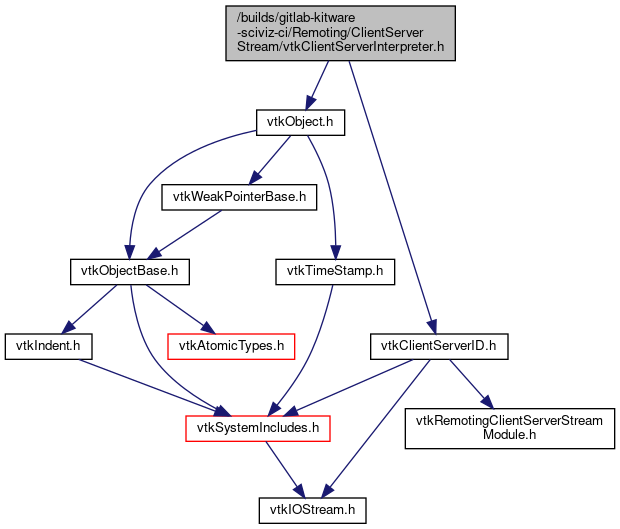 /builds/gitlab-kitware
-sciviz-ci/Remoting/ClientServer
Stream/vtkClientServerInterpreter.h
vtkObject.h
vtkWeakPointerBase.h
vtkObjectBase.h
vtkTimeStamp.h
vtkIndent.h
vtkAtomicTypes.h
vtkClientServerID.h
vtkSystemIncludes.h
vtkRemotingClientServerStream
Module.h
vtkIOStream.h